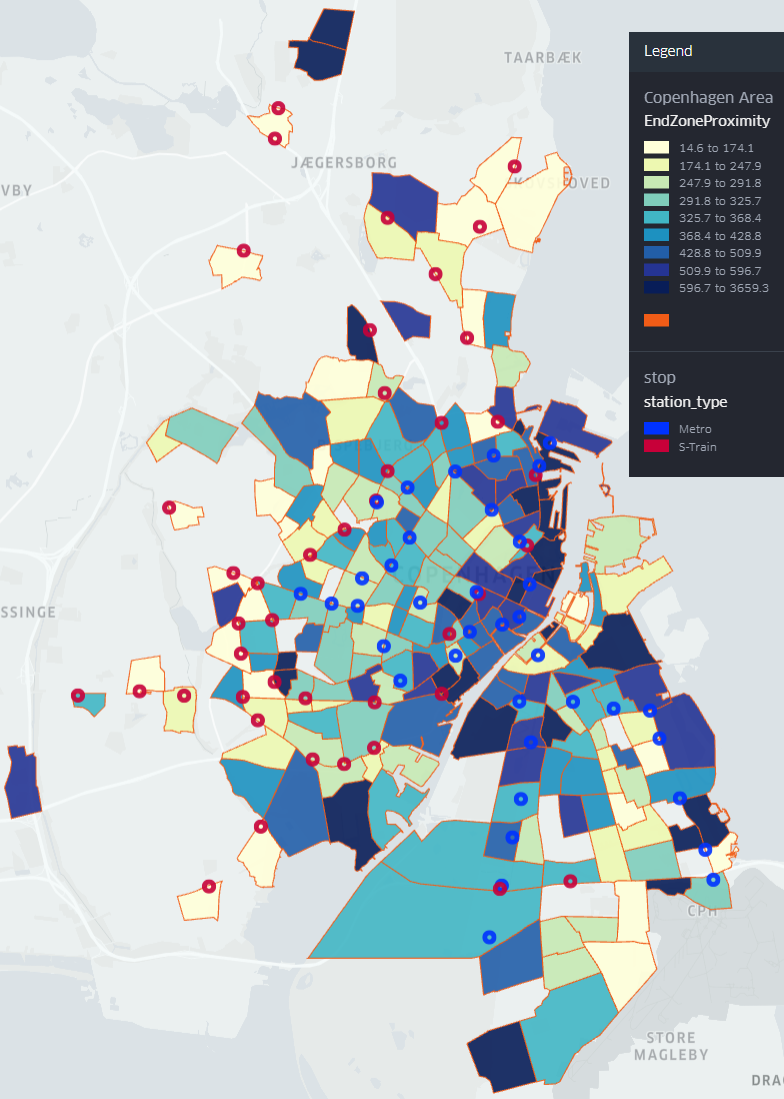 Legend
Copenhagen Area
EndZoneProximity
14.6 to 174.1
174.1 to 247.9
247.9 to 291.8
291.8 to 325.7
325.7 to 368.4
368.4 to 428.8
428.8 to 509.9
509.9 to 596.7
596.7 to 3659.3
stop
station_type
Metro
S-Train
TAARBÆK
JÆGERSBORG
VBY
OVED
SSINGE
OPENHAGEN
CPH
STORE
MAGLEBY
DRA